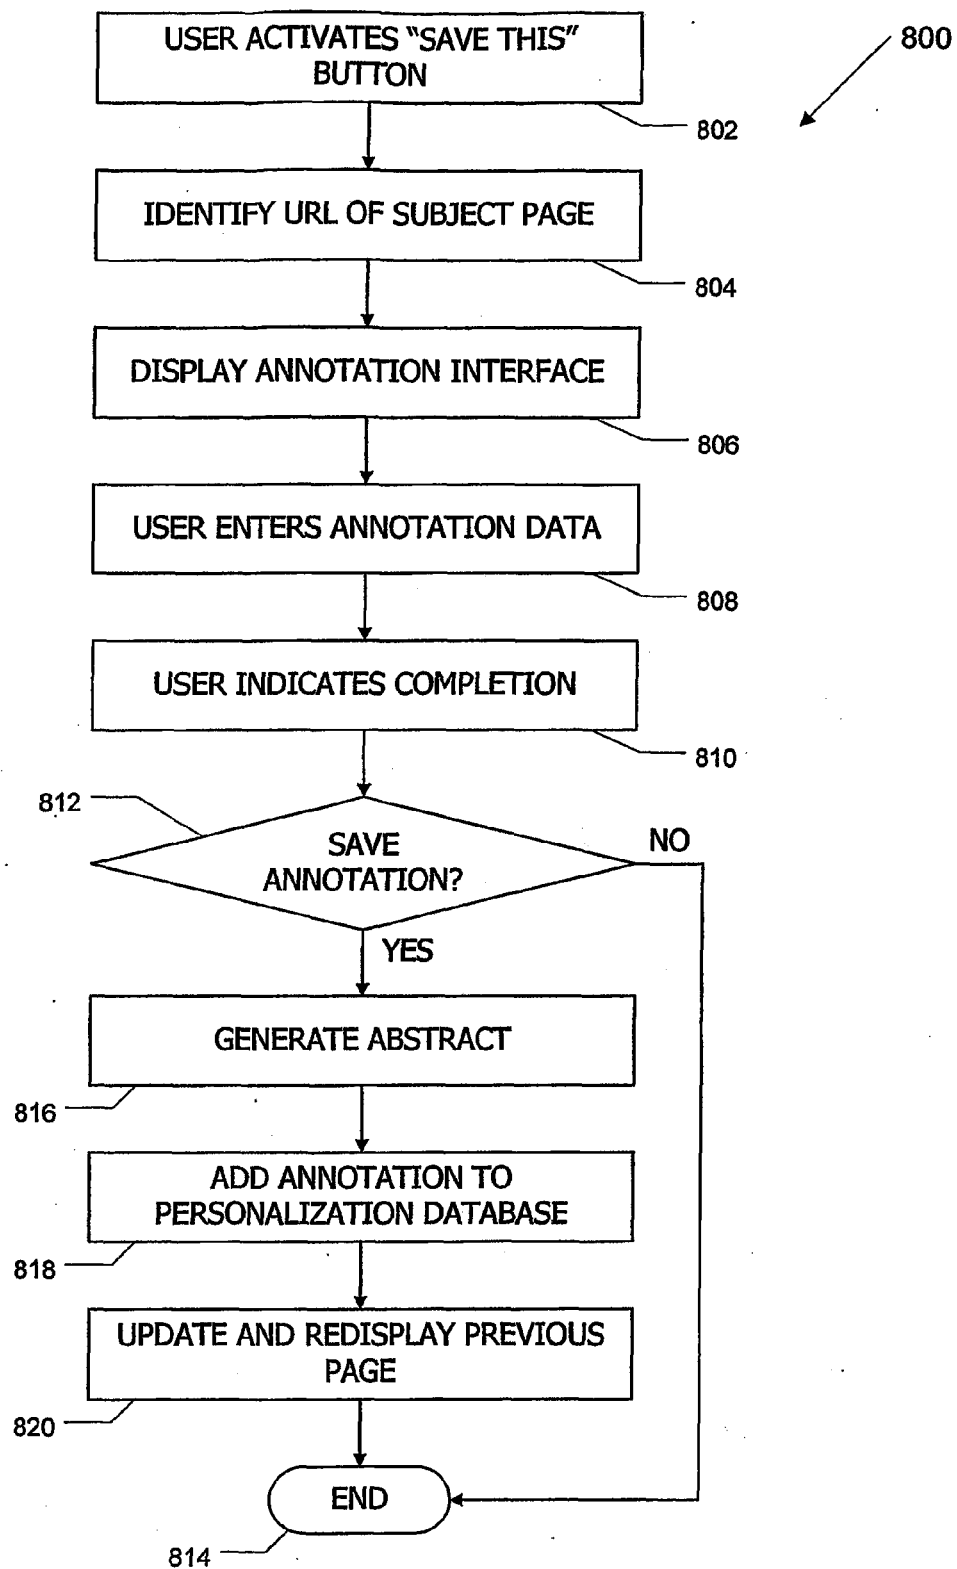 USER ACTIVATES “SAVE THIS”
BUTTON
800
802
IDENTIFY URL OF SUBJECT PAGE
804
DISPLAY ANNOTATION INTERFACE
806
USER ENTERS ANNOTATION DATA
808
USER INDICATES COMPLETION
810
812
SAVE
ANNOTATION?
NO
YES
GENERATE ABSTRACT
816
ADD ANNOTATION TO
PERSONALIZATION DATABASE
818
UPDATE AND REDISPLAY PREVIOUS
PAGE
820
END
814